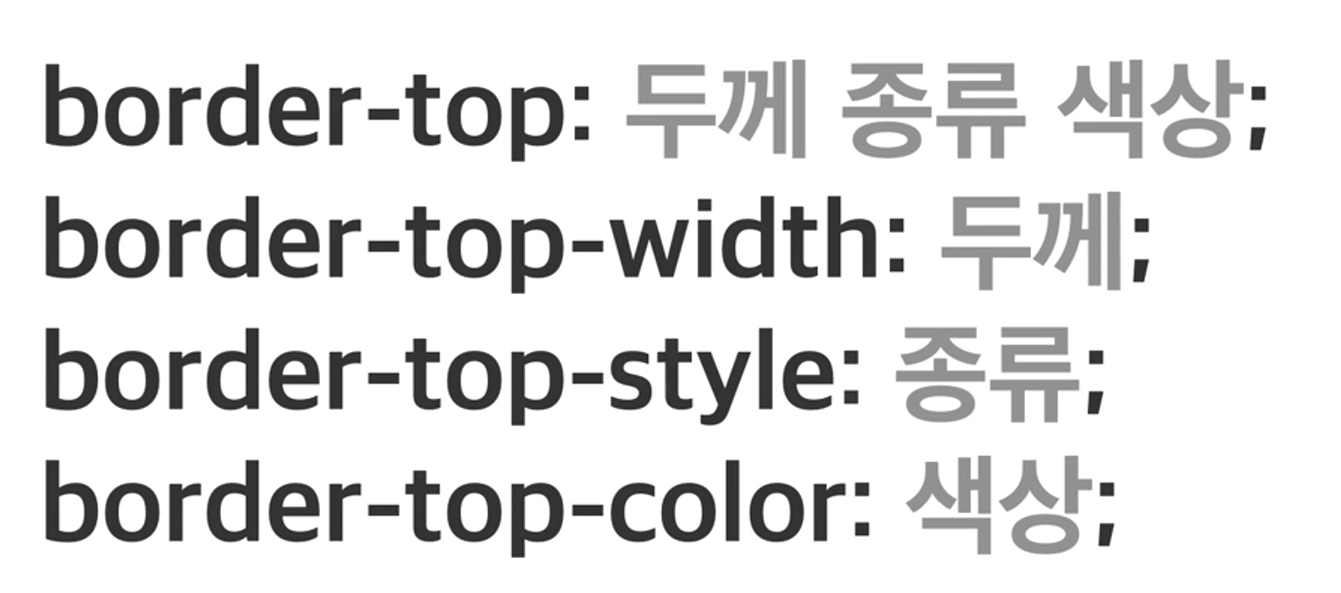 border-top: 두께 종류 색상;
border-top-width: 두께;
border-top-style: 종류;
border-top-color: 색상;